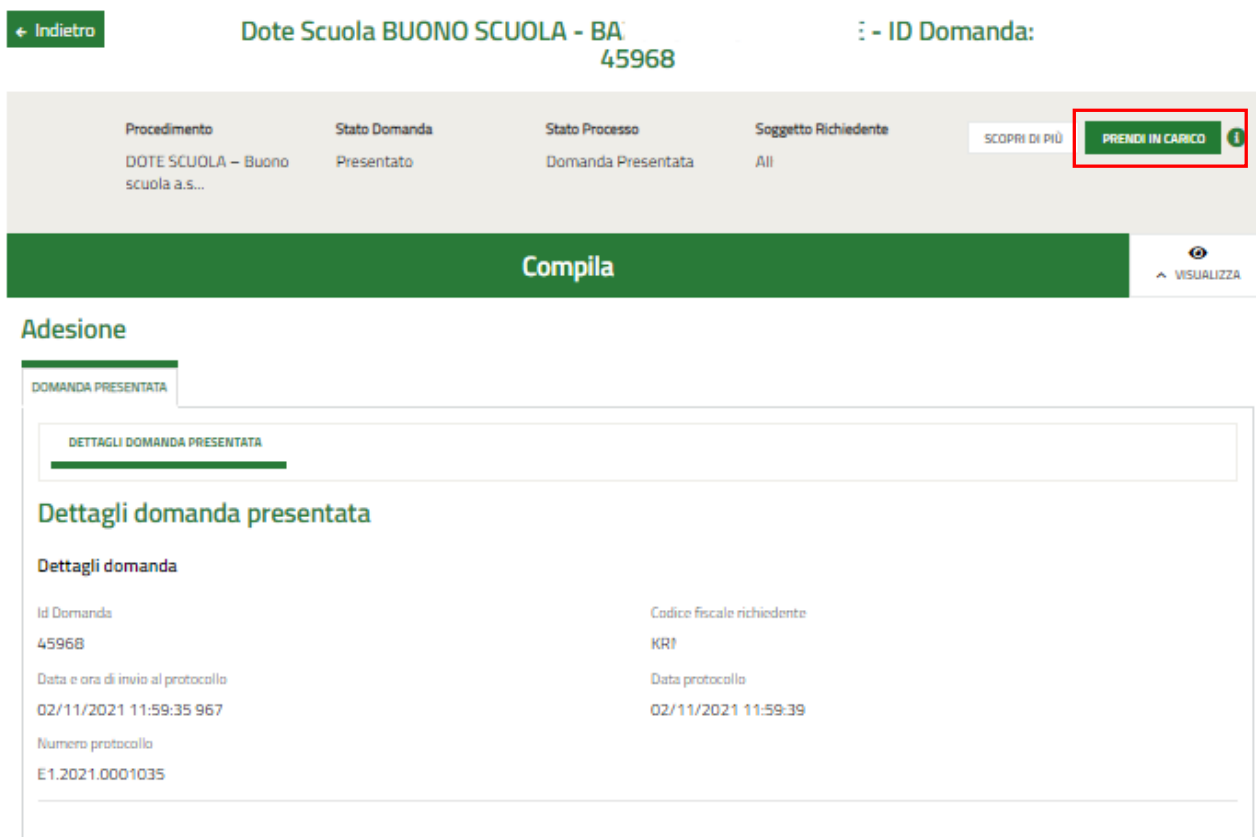 ← Indietro
Dote Scuola BUONO SCUOLA - BA - ID Domanda:
45968
Procedimento
Stato Domanda
Stato Processo
Soggetto Richiedente
SCOPRI DI PIÙ
PRENDI IN CARICO
DOTE SCUOLA – Buono
scuola a.s...
Presentato
Domanda Presentata
All
Compila
VISUALIZZA
Adesione
DOMANDA PRESENTATA
DETTAGLI DOMANDA PRESENTATA
Dettagli domanda presentata
Dettagli domanda
Id Domanda
Codice fiscale richiedente
45968
Data e ora di invio al protocollo
Data protocollo
02/11/2021 11:59:35 967
02/11/2021 11:59:39
Numero protocollo
E1.2021.0001035